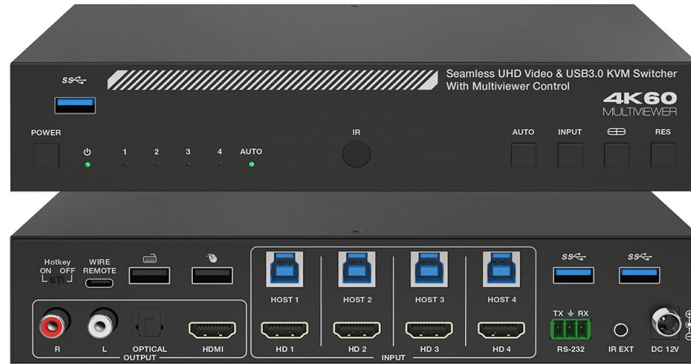 SS
Seamless UHD Video & USB3.0 KVM Switcher
With Multiviewer Control
4K60
MULTIVIEWER
POWER
1 2 3 4 AUTO
IR
AUTO INPUT RES
Hotkey
ON OFF
WIRE
REMOTE
HOST 1 HOST 2 HOST 3 HOST 4
SS SS
TX RX
R L OPTICAL HDMI
OUTPUT
HD 1 HD 2 HD 3 HD 4
INPUT
RS-232 IR EXT DC 12V